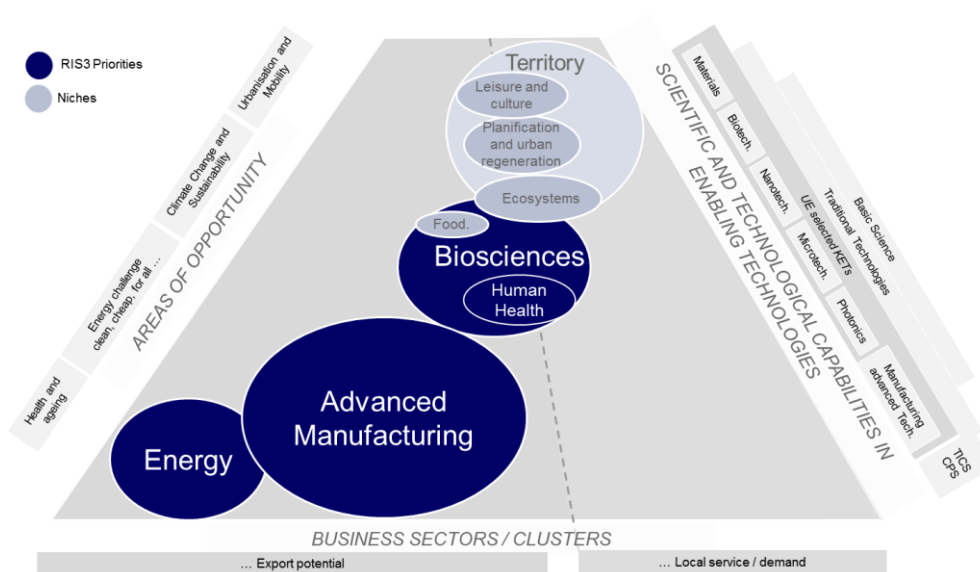 RIS3 Priorities
Niches
Urbanisation and
Mobility
Climate Change and
Sustainability
Energy challenge
clean, cheap, for all ...
Health and
ageing
AREAS OF OPPORTUNITY
Territory
Leisure and
culture
Planification
and urban
regeneration
Ecosystems
Food.
Biosciences
Human
Health
Advanced
Manufacturing
Energy
SCIENTIFIC AND TECHNOLOGICAL CAPABILITIES IN
ENABLING TECHNOLOGIES
Materials
Biotech.
Nanotech.
Microtech.
Photonics
Manufacturing
advanced Tech.
UE selected KETs
Traditional Technologies
Basic Science
TICS
CPS
BUSINESS SECTORS / CLUSTERS
... Export potential
... Local service / demand